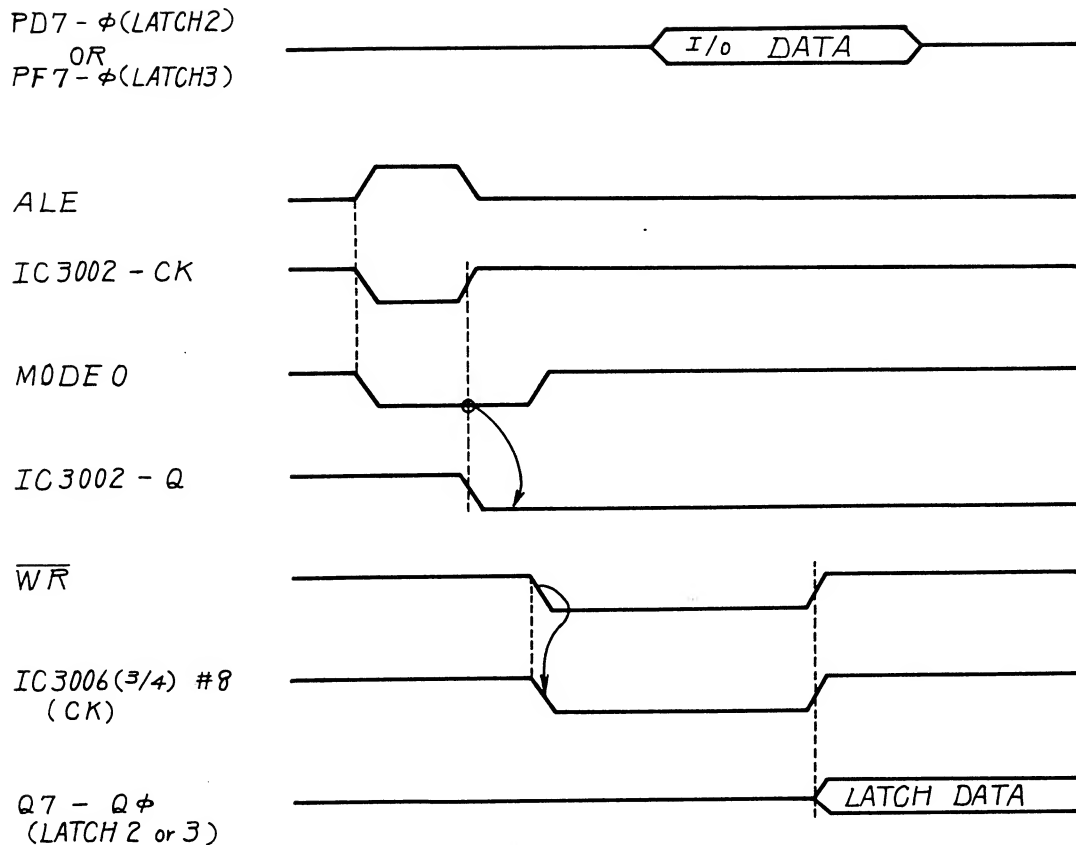 PD7-ϕ(LATCH2)
OR
PF7-ϕ(LATCH3)
I/o DATA
ALE
IC3002-CK
MODE 0
IC3002-Q
W̅R̅
IC3006(3/4) #8
(CK)
Q7 - Qϕ
(LATCH 2 or 3)
LATCH DATA